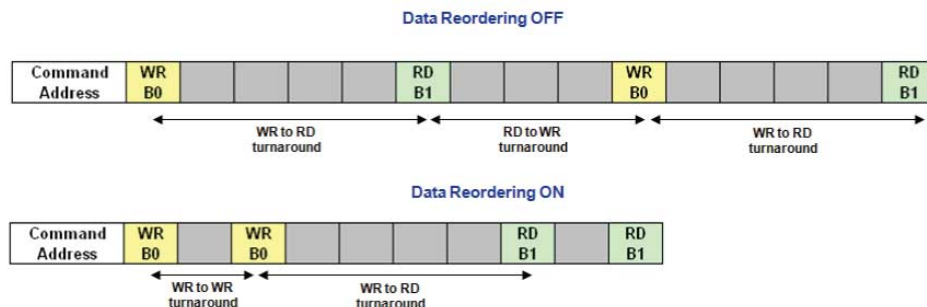 Data Reordering OFF
Command WR RD WR RD
Address B0 B1 B0 B1
WR to RD RD to WR WR to RD
turnaround turnaround turnaround
Data Reordering ON
Command WR WR RD RD
Address B0 B0 B1 B1
WR to WR WR to RD
turnaround turnaround